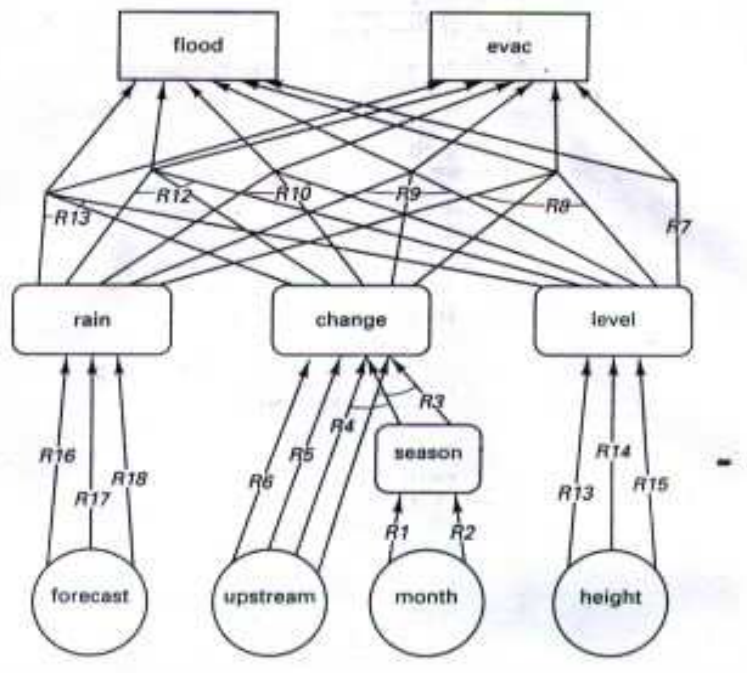 flood
evac
R13
R12
R10
R9
R8
R7
rain
change
level
R3
R4
R5
R6
season
R16
R17
R18
R1
R2
R13
R14
R15
forecast
upstream
month
height